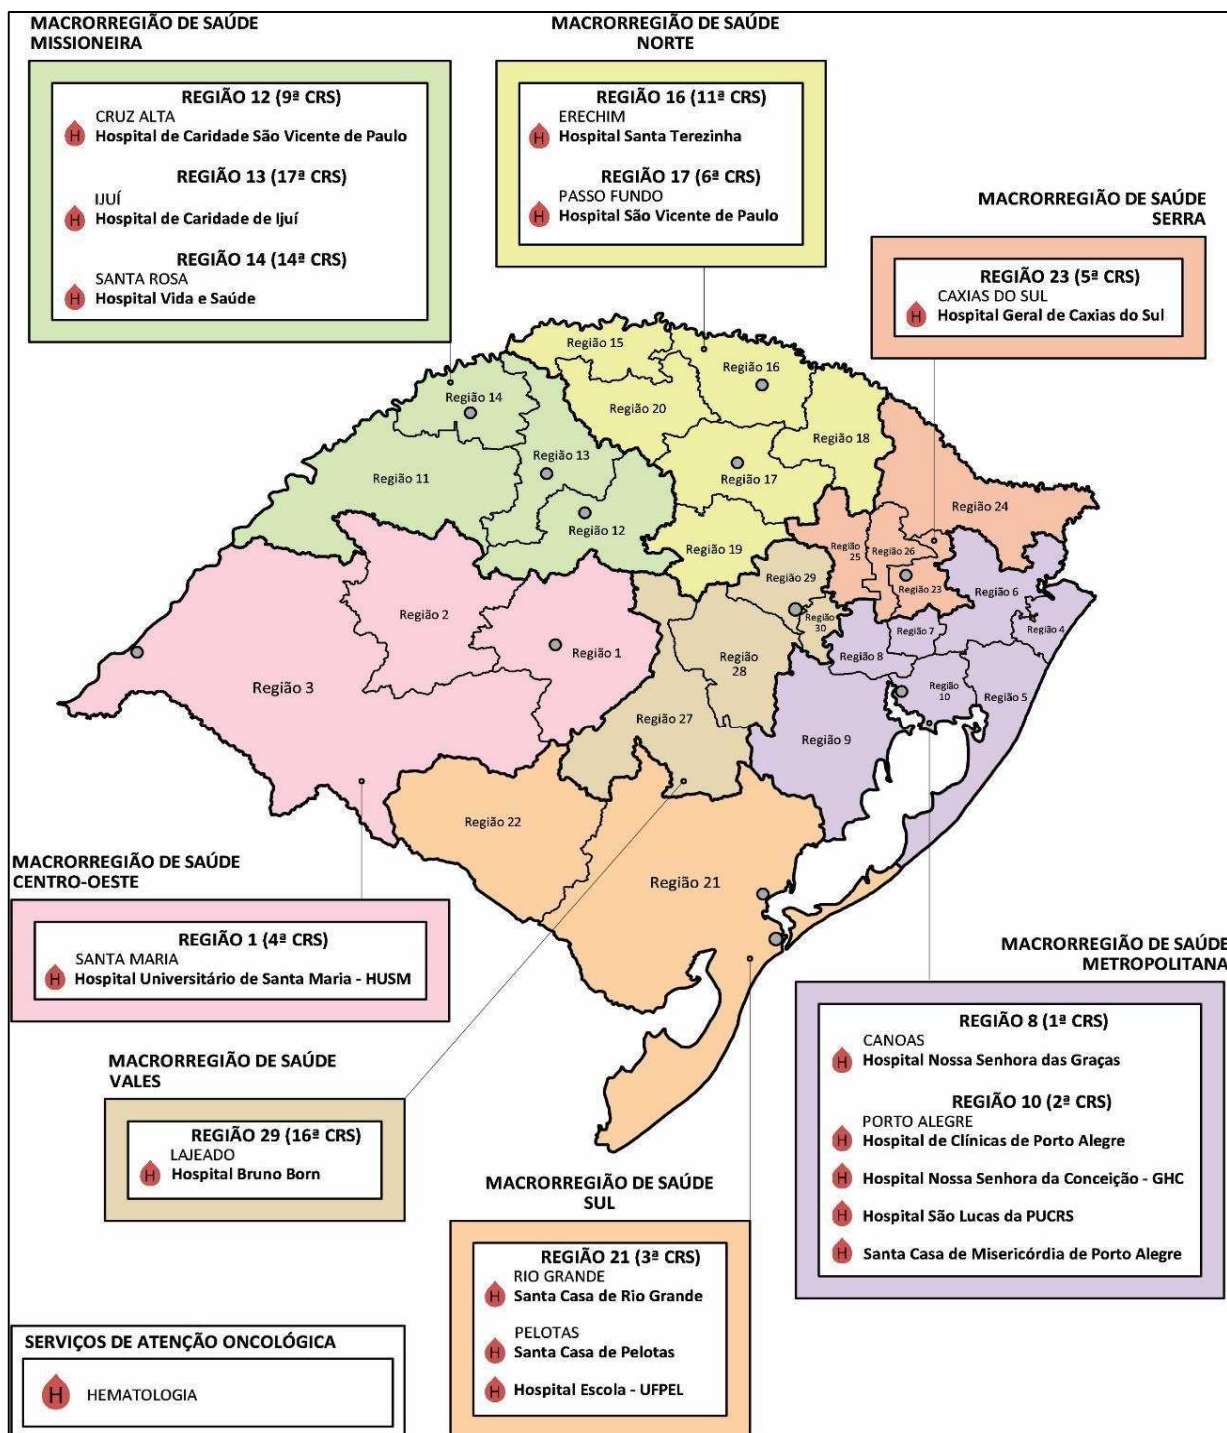 MACRORREGIÃO DE SAÚDE
MISSIONEIRA
REGIÃO 12 (9ª CRS)
CRUZ ALTA
H Hospital de Caridade São Vicente de Paulo
REGIÃO 13 (17ª CRS)
IJUÍ
H Hospital de Caridade de Ijuí
REGIÃO 14 (14ª CRS)
SANTA ROSA
H Hospital Vida e Saúde
MACRORREGIÃO DE SAÚDE
NORTE
REGIÃO 16 (11ª CRS)
ERECHIM
H Hospital Santa Terezinha
REGIÃO 17 (6ª CRS)
PASSO FUNDO
H Hospital São Vicente de Paulo
MACRORREGIÃO DE SAÚDE
SERRA
REGIÃO 23 (5ª CRS)
CAXIAS DO SUL
H Hospital Geral de Caxias do Sul
Região 15
Região 16
Região 14
Região 20
Região 18
Região 13
Região 11
Região 17
Região 24
Região 12
Região 19
Região
25
Região 26
Região 29
Região 23
Região 6
Região 2
Região
30
Região 7
Região 4
Região 1
Região 8
Região
28
Região 3
Região
10
Região 5
Região 27
Região 9
Região 22
Região 21
MACRORREGIÃO DE SAÚDE
CENTRO-OESTE
REGIÃO 1 (4ª CRS)
SANTA MARIA
H Hospital Universitário de Santa Maria - HUSM
MACRORREGIÃO DE SAÚDE
VALES
REGIÃO 29 (16ª CRS)
LAJEADO
H Hospital Bruno Born
MACRORREGIÃO DE SAÚDE
SUL
REGIÃO 21 (3ª CRS)
RIO GRANDE
H Santa Casa de Rio Grande
PELOTAS
H Santa Casa de Pelotas
H Hospital Escola - UFPEL
MACRORREGIÃO DE SAÚDE
METROPOLITANA
REGIÃO 8 (1ª CRS)
CANOAS
H Hospital Nossa Senhora das Graças
REGIÃO 10 (2ª CRS)
PORTO ALEGRE
H Hospital de Clínicas de Porto Alegre
H Hospital Nossa Senhora da Conceição - GHC
H Hospital São Lucas da PUCRS
H Santa Casa de Misericórdia de Porto Alegre
SERVIÇOS DE ATENÇÃO ONCOLÓGICA
H HEMATOLOGIA